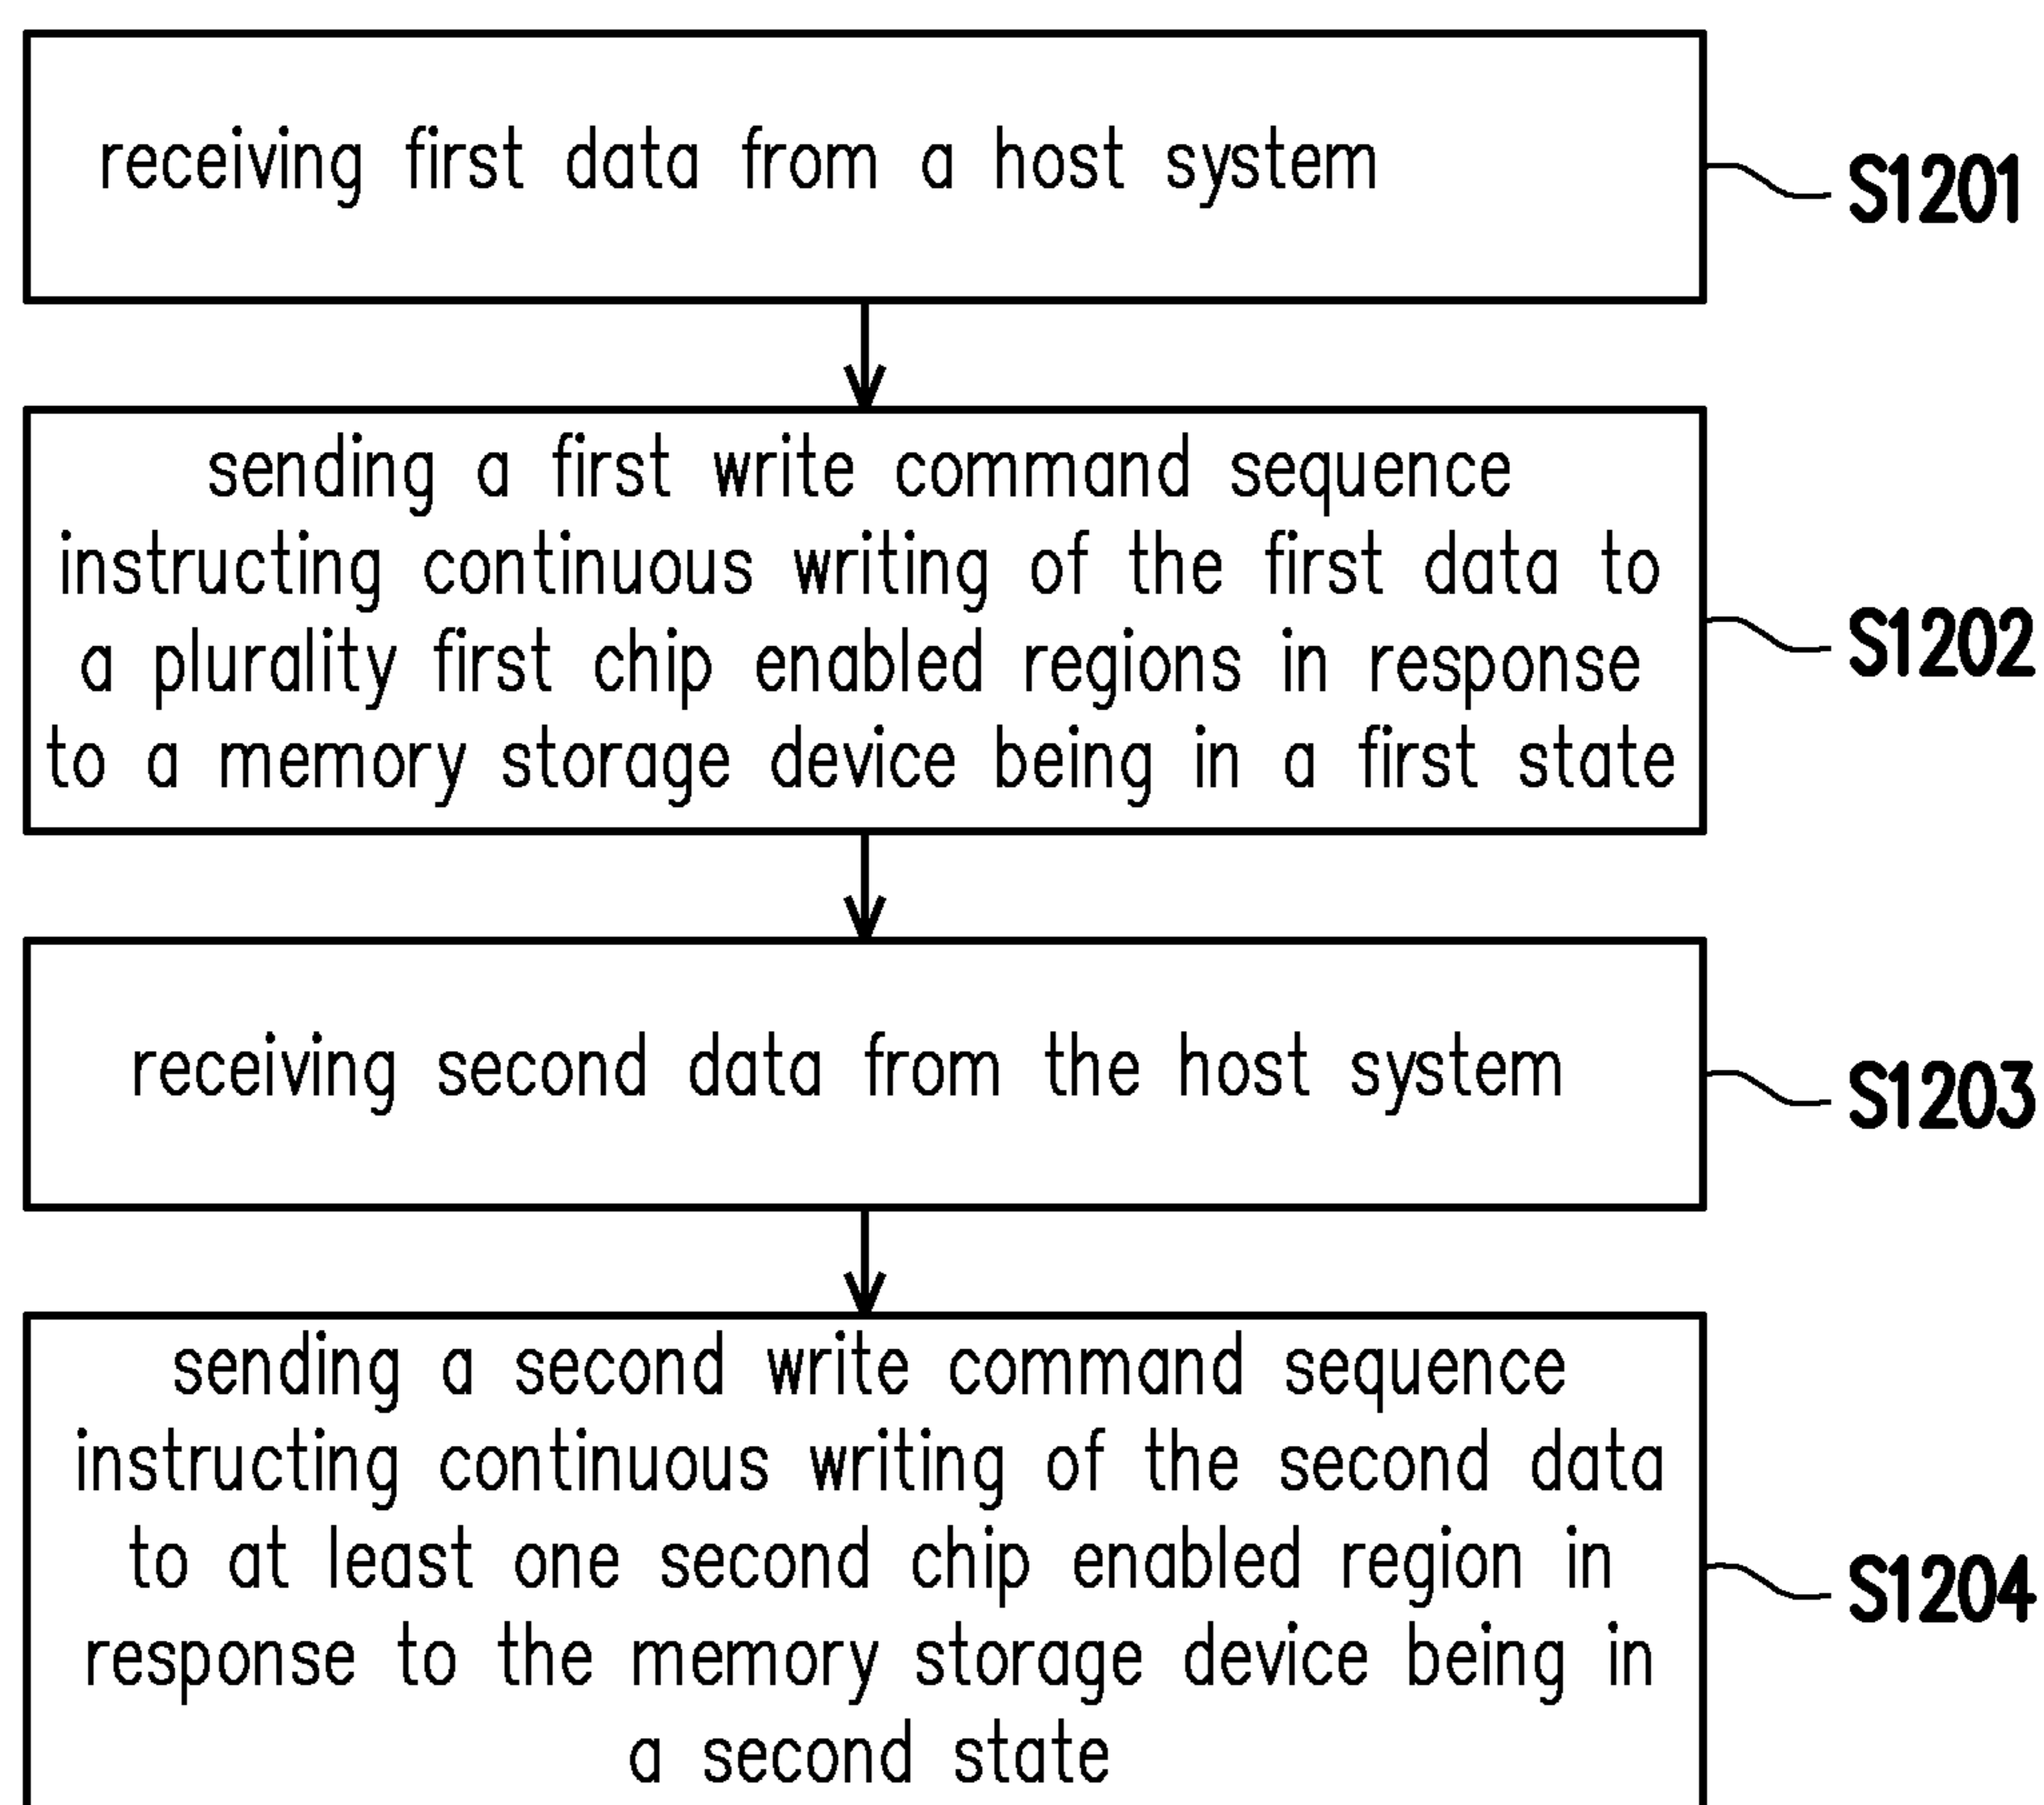 receiving first data from a host system
S1201
sending a first write command sequence
instructing continuous writing of the first data to
a plurality first chip enabled regions in response
to a memory storage device being in a first state
S1202
receiving second data from the host system
S1203
sending a second write command sequence
instructing continuous writing of the second data
to at least one second chip enabled region in
response to the memory storage device being in
a second state
S1204